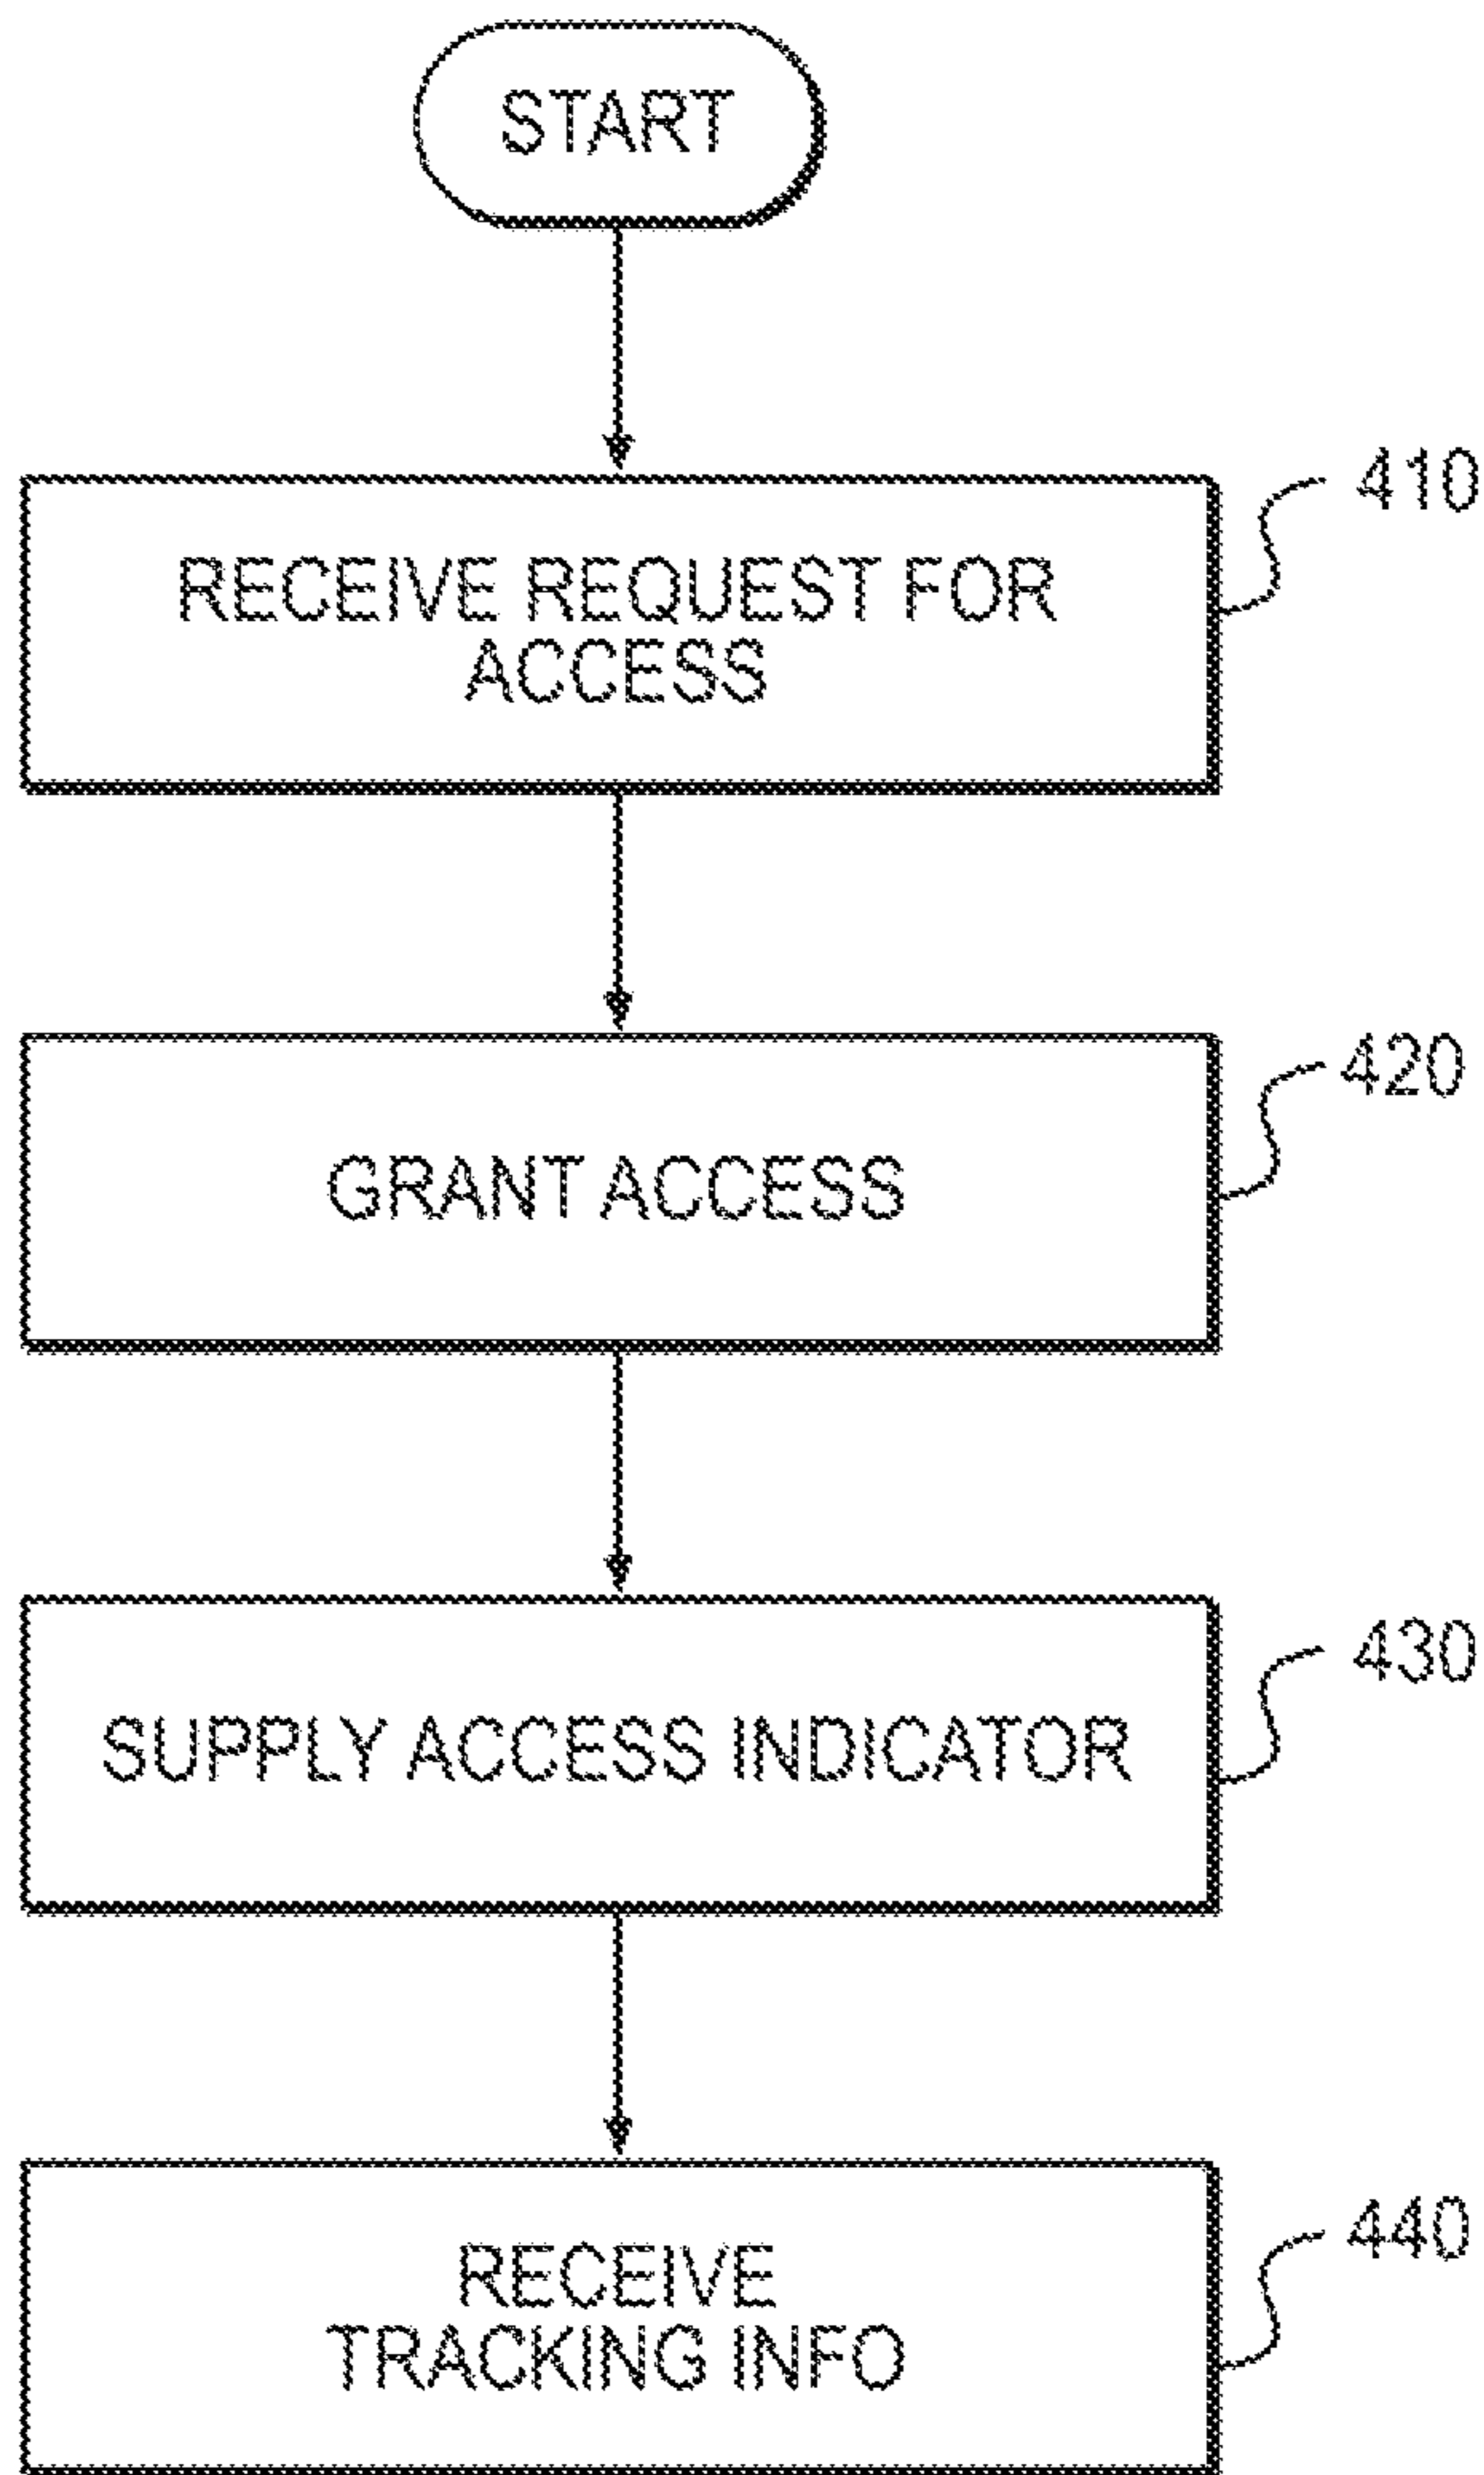 START
410
RECEIVE REQUEST FOR
ACCESS
420
GRANT ACCESS
430
SUPPLY ACCESS INDICATOR
440
RECEIVE
TRACKING INFO